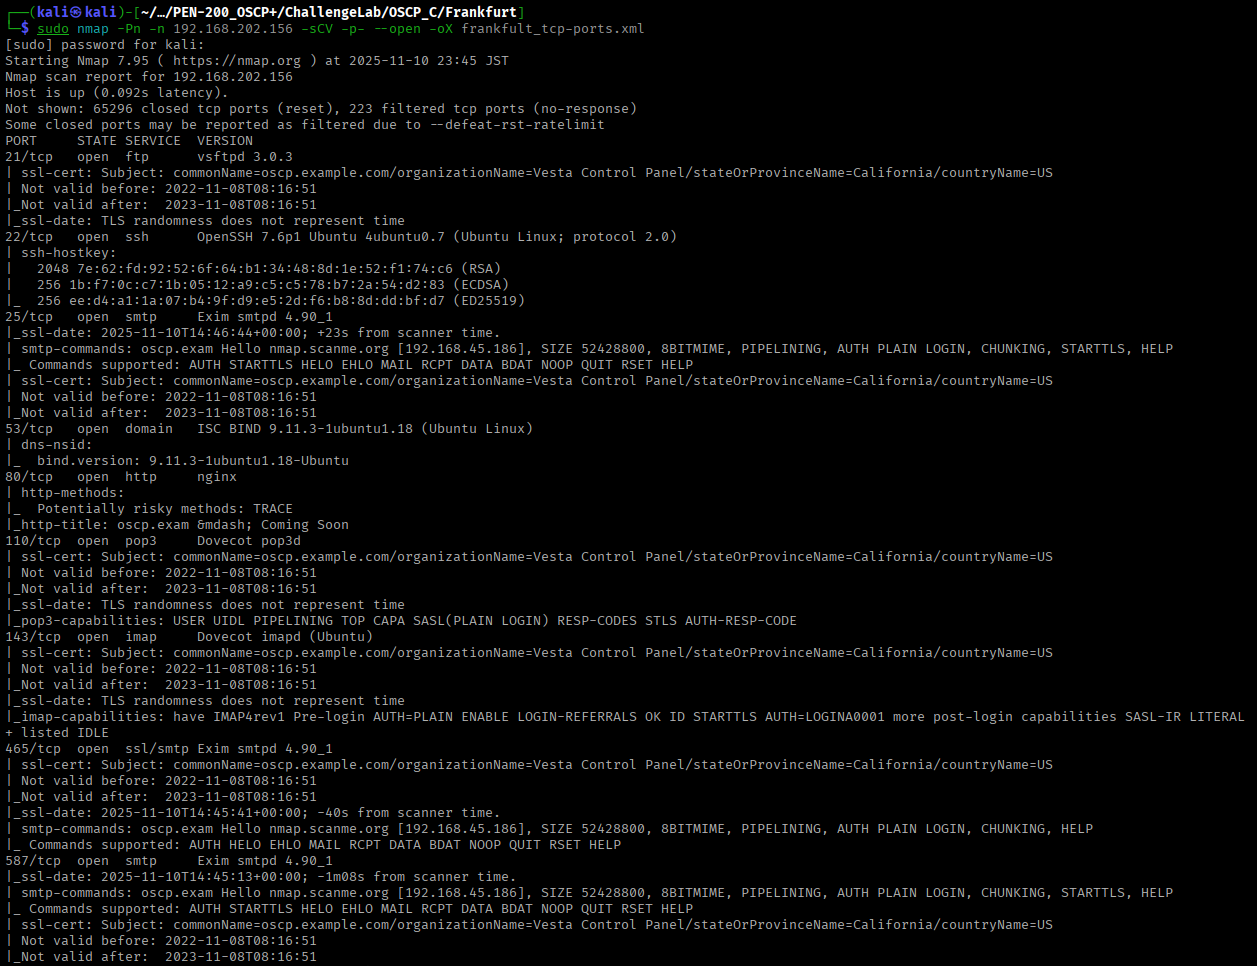 ┌──(kali㉿kali)-[~/…/PEN-200_OSCP+/ChallengeLab/OSCP_C/Frankfurt]
└─$ sudo nmap -Pn -n 192.168.202.156 -sCV -p- --open -oX frankfult_tcp-ports.xml
[sudo] password for kali:
Starting Nmap 7.95 ( https://nmap.org ) at 2025-11-10 23:45 JST
Nmap scan report for 192.168.202.156
Host is up (0.092s latency).
Not shown: 65296 closed tcp ports (reset), 223 filtered tcp ports (no-response)
Some closed ports may be reported as filtered due to --defeat-rst-ratelimit
PORT     STATE SERVICE  VERSION
21/tcp   open  ftp      vsftpd 3.0.3
| ssl-cert: Subject: commonName=oscp.example.com/organizationName=Vesta Control Panel/stateOrProvinceName=California/countryName=US
| Not valid before: 2022-11-08T08:16:51
|_Not valid after:  2023-11-08T08:16:51
|_ssl-date: TLS randomness does not represent time
22/tcp   open  ssh      OpenSSH 7.6p1 Ubuntu 4ubuntu0.7 (Ubuntu Linux; protocol 2.0)
| ssh-hostkey:
|   2048 7e:62:fd:92:52:6f:64:b1:34:48:8d:1e:52:f1:74:c6 (RSA)
|   256 1b:f7:0c:c7:1b:05:12:a9:c5:c5:78:b7:2a:54:d2:83 (ECDSA)
|_  256 ee:d4:a1:1a:07:b4:9f:d9:e5:2d:f6:b8:8d:dd:bf:d7 (ED25519)
25/tcp   open  smtp     Exim smtpd 4.90_1
|_ssl-date: 2025-11-10T14:46:44+00:00; +23s from scanner time.
| smtp-commands: oscp.exam Hello nmap.scanme.org [192.168.45.186], SIZE 52428800, 8BITMIME, PIPELINING, AUTH PLAIN LOGIN, CHUNKING, STARTTLS, HELP
|_ Commands supported: AUTH STARTTLS HELO EHLO MAIL RCPT DATA BDAT NOOP QUIT RSET HELP
| ssl-cert: Subject: commonName=oscp.example.com/organizationName=Vesta Control Panel/stateOrProvinceName=California/countryName=US
| Not valid before: 2022-11-08T08:16:51
|_Not valid after:  2023-11-08T08:16:51
53/tcp   open  domain   ISC BIND 9.11.3-1ubuntu1.18 (Ubuntu Linux)
| dns-nsid:
|_  bind.version: 9.11.3-1ubuntu1.18-Ubuntu
80/tcp   open  http     nginx
| http-methods:
|_  Potentially risky methods: TRACE
|_http-title: oscp.exam &mdash; Coming Soon
110/tcp  open  pop3     Dovecot pop3d
| ssl-cert: Subject: commonName=oscp.example.com/organizationName=Vesta Control Panel/stateOrProvinceName=California/countryName=US
| Not valid before: 2022-11-08T08:16:51
|_Not valid after:  2023-11-08T08:16:51
|_ssl-date: TLS randomness does not represent time
|_pop3-capabilities: USER UIDL PIPELINING TOP CAPA SASL(PLAIN LOGIN) RESP-CODES STLS AUTH-RESP-CODE
143/tcp  open  imap     Dovecot imapd (Ubuntu)
| ssl-cert: Subject: commonName=oscp.example.com/organizationName=Vesta Control Panel/stateOrProvinceName=California/countryName=US
| Not valid before: 2022-11-08T08:16:51
|_Not valid after:  2023-11-08T08:16:51
|_ssl-date: TLS randomness does not represent time
|_imap-capabilities: have IMAP4rev1 Pre-login AUTH=PLAIN ENABLE LOGIN-REFERRALS OK ID STARTTLS AUTH=LOGINA0001 more post-login capabilities SASL-IR LITERAL
+ listed IDLE
465/tcp  open  ssl/smtp Exim smtpd 4.90_1
| ssl-cert: Subject: commonName=oscp.example.com/organizationName=Vesta Control Panel/stateOrProvinceName=California/countryName=US
| Not valid before: 2022-11-08T08:16:51
|_Not valid after:  2023-11-08T08:16:51
|_ssl-date: 2025-11-10T14:45:41+00:00; -40s from scanner time.
| smtp-commands: oscp.exam Hello nmap.scanme.org [192.168.45.186], SIZE 52428800, 8BITMIME, PIPELINING, AUTH PLAIN LOGIN, CHUNKING, HELP
|_ Commands supported: AUTH HELO EHLO MAIL RCPT DATA BDAT NOOP QUIT RSET HELP
587/tcp  open  smtp     Exim smtpd 4.90_1
|_ssl-date: 2025-11-10T14:45:13+00:00; -1m08s from scanner time.
| smtp-commands: oscp.exam Hello nmap.scanme.org [192.168.45.186], SIZE 52428800, 8BITMIME, PIPELINING, AUTH PLAIN LOGIN, CHUNKING, STARTTLS, HELP
|_ Commands supported: AUTH STARTTLS HELO EHLO MAIL RCPT DATA BDAT NOOP QUIT RSET HELP
| ssl-cert: Subject: commonName=oscp.example.com/organizationName=Vesta Control Panel/stateOrProvinceName=California/countryName=US
| Not valid before: 2022-11-08T08:16:51
|_Not valid after:  2023-11-08T08:16:51